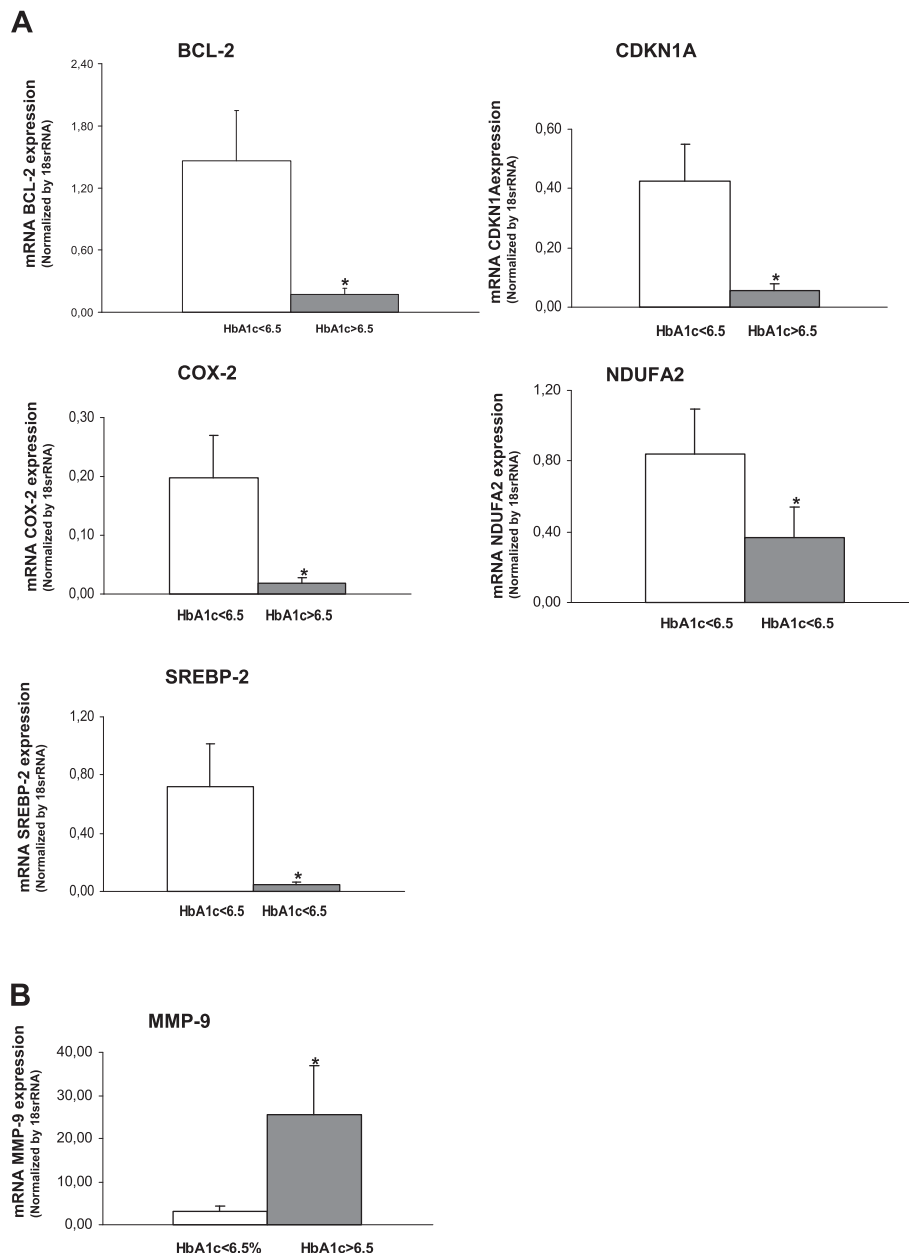 A
BCL-2
mRNA BCL-2 expression
(Normalized by 18srRNA)
2,40
1,80
1,20
0,60
0,00
*
HbA1c<6.5 HbA1c>6.5
CDKN1A
mRNA CDKN1Aexpression
(Normalized by 18srRNA)
0,60
0,40
0,20
0,00
*
HbA1c<6.5 HbA1c>6.5
COX-2
mRNA COX-2 expression
(Normalized by 18srRNA)
0,30
0,20
0,10
0,00
*
HbA1c<6.5 HbA1c>6.5
NDUFA2
mRNA NDUFA2 expression
(Normalized by 18srRNA)
1,20
0,80
0,40
0,00
*
HbA1c<6.5 HbA1c<6.5
SREBP-2
mRNA SREBP-2 expression
(Normalized by 18srRNA)
1,20
0,80
0,40
0,00
*
HbA1c<6.5 HbA1c<6.5
B
MMP-9
mRNA MMP-9 expression
(Normalized by 18srRNA)
40,00
30,00
20,00
10,00
0,00
*
HbA1c<6.5% HbA1c>6.5